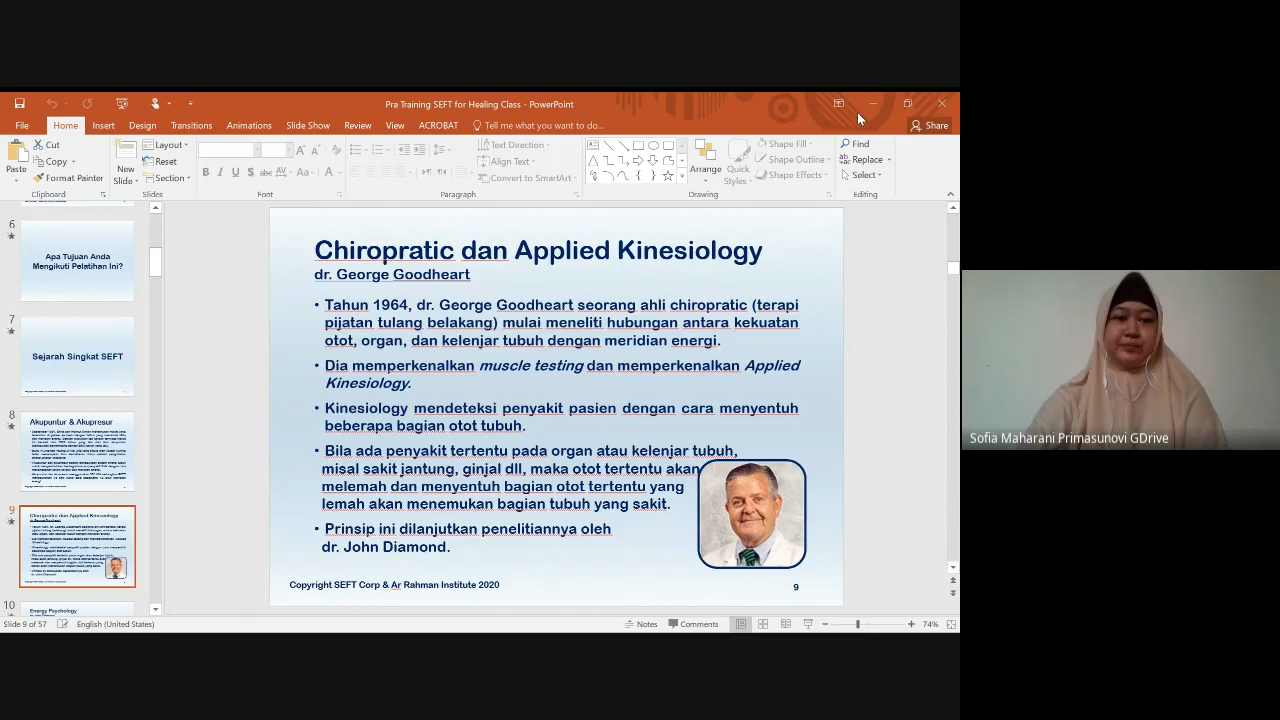 Pra Training SEFT for Healing Class - PowerPoint
File Home Insert Design Transitions Animations Slide Show Review View ACROBAT Tell me what you want to do... Share
Paste
Cut
Copy
Format Painter
Clipboard
New
Slide
Layout
Reset
Section
Slides
B I U S abc AV Aa A
Font
Text Direction
Align Text
Convert to SmartArt
Paragraph
Arrange
Quick
Styles
Shape Fill
Shape Outline
Shape Effects
Drawing
Find
Replace
Select
Editing
6
Apa Tujuan Anda
Mengikuti Pelatihan Ini?
7
Sejarah Singkat SEFT
8
Akupuntur & Akupresur
9
Chiropratic dan Applied Kinesiology
10
Energy Psychology
Chiropratic dan Applied Kinesiology
dr. George Goodheart
• Tahun 1964, dr. George Goodheart seorang ahli chiropratic (terapi
pijatan tulang belakang) mulai meneliti hubungan antara kekuatan
otot, organ, dan kelenjar tubuh dengan meridian energi.
• Dia memperkenalkan muscle testing dan memperkenalkan Applied
Kinesiology.
• Kinesiology mendeteksi penyakit pasien dengan cara menyentuh
beberapa bagian otot tubuh.
• Bila ada penyakit tertentu pada organ atau kelenjar tubuh,
misal sakit jantung, ginjal dll, maka otot tertentu akan
melemah dan menyentuh bagian otot tertentu yang
lemah akan menemukan bagian tubuh yang sakit.
• Prinsip ini dilanjutkan penelitiannya oleh
dr. John Diamond.
Copyright SEFT Corp & Ar Rahman Institute 2020
9
Slide 9 of 57 English (United States) Notes Comments 74%
Sofia Maharani Primasunovi GDrive